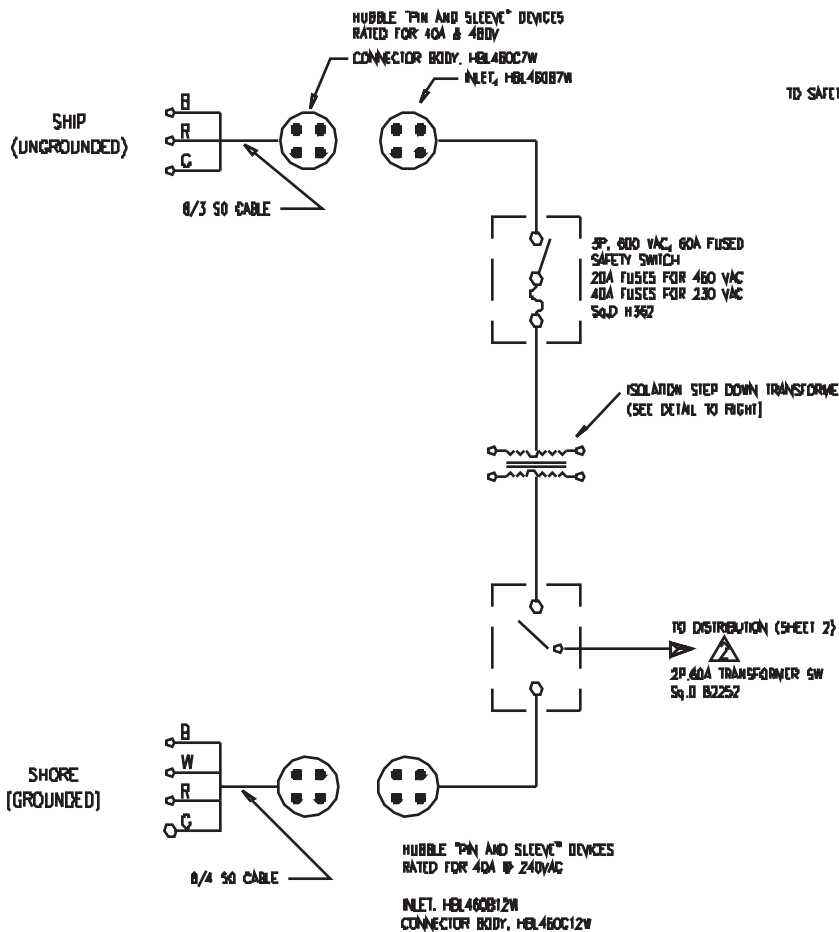 HUBBLE "PIN AND SLEEVE" DEVICES
RATED FOR 40A & 480V
CONNECTOR BODY, HBL460C7W
INLET, HBL460B7W
TO SAFET
SHIP
(UNGROUNDED)
B
R
G
8/3 SO CABLE
3P, 600 VAC, 60A FUSED
SAFETY SWITCH
20A FUSES FOR 460 VAC
40A FUSES FOR 230 VAC
Sq.D H362
ISOLATION STEP DOWN TRANSFORME
(SEE DETAIL TO RIGHT)
TO DISTRIBUTION (SHEET 2)
2
2P,60A TRANSFORMER SW
Sq.D 82252
SHORE
(GROUNDED)
B
W
R
G
8/4 SO CABLE
HUBBLE "PIN AND SLEEVE" DEVICES
RATED FOR 40A @ 240VAC
INLET. HBL460B12W
CONNECTOR BODY, HBL460C12W